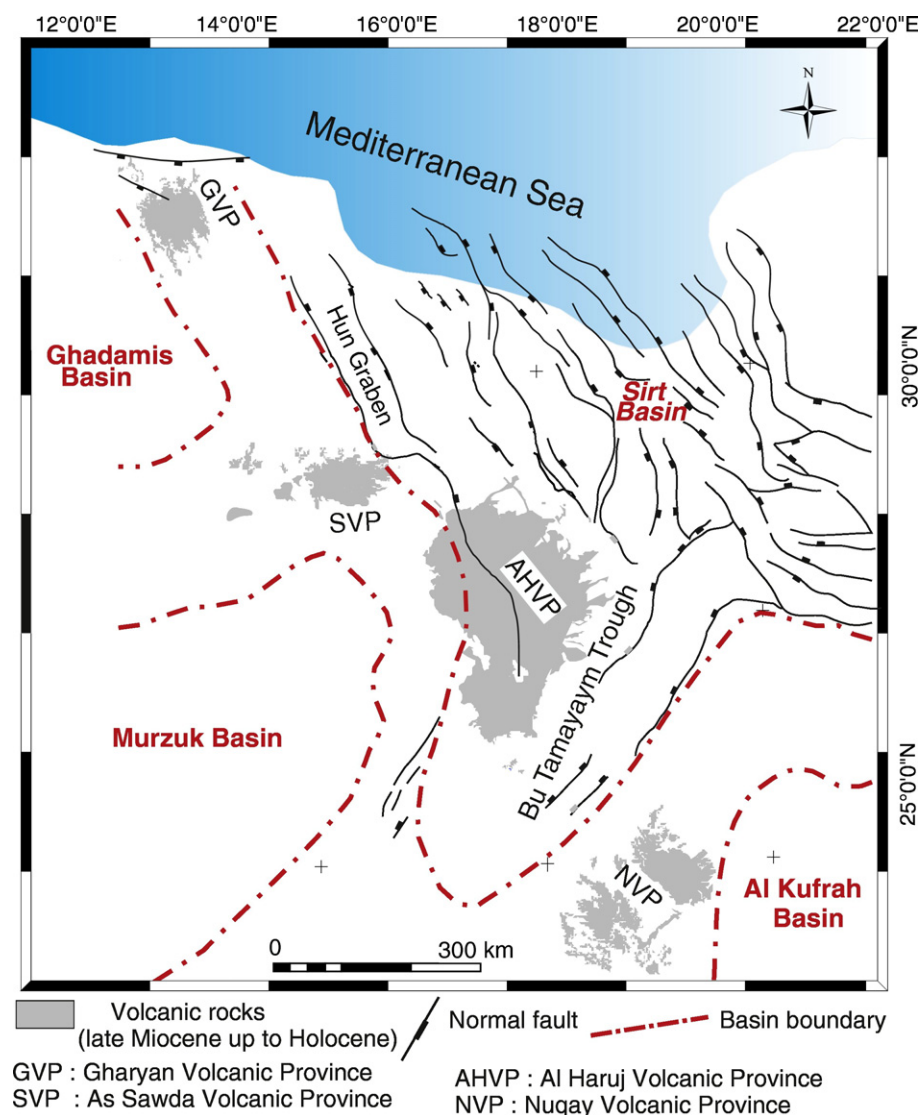 12°0'0"E 14°0'0"E 16°0'0"E 18°0'0"E 20°0'0"E 22°0'0"E
N
Mediterranean Sea
GVP
Hun Graben
Ghadamis
Basin
30°0'0"N
Sirt
Basin
SVP
AHVP
Bu Tamayaym Trough
Murzuk Basin
25°0'0"N
NVP
Al Kufrah
Basin
0 300 km
Volcanic rocks
(late Miocene up to Holocene)
Normal fault
Basin boundary
GVP : Gharyan Volcanic Province
SVP : As Sawda Volcanic Province
AHVP : Al Haruj Volcanic Province
NVP : Nuqay Volcanic Province